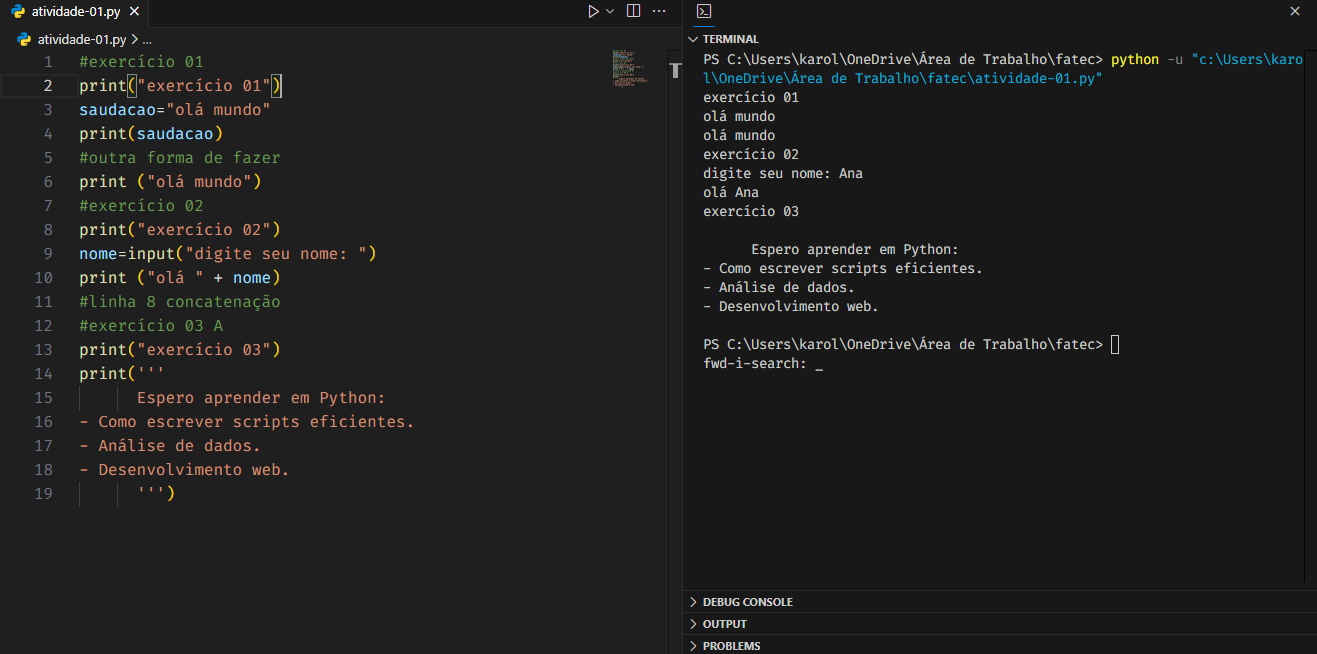 atividade-01.py
atividade-01.py > ...
1 #exercício 01
2 print("exercício 01")
3 saudacao="olá mundo"
4 print(saudacao)
5 #outra forma de fazer
6 print ("olá mundo")
7 #exercício 02
8 print("exercício 02")
9 nome=input("digite seu nome: ")
10 print ("olá " + nome)
11 #linha 8 concatenação
12 #exercício 03 A
13 print("exercício 03")
14 print('''
15       Espero aprender em Python:
16 - Como escrever scripts eficientes.
17 - Análise de dados.
18 - Desenvolvimento web.
19       ''')
TERMINAL
PS C:\Users\karol\OneDrive\Área de Trabalho\fatec> python -u "c:\Users\karo
l\OneDrive\Área de Trabalho\fatec\atividade-01.py"
exercício 01
olá mundo
olá mundo
exercício 02
digite seu nome: Ana
olá Ana
exercício 03
      Espero aprender em Python:
- Como escrever scripts eficientes.
- Análise de dados.
- Desenvolvimento web.
PS C:\Users\karol\OneDrive\Área de Trabalho\fatec>
fwd-i-search: _
DEBUG CONSOLE
OUTPUT
PROBLEMS